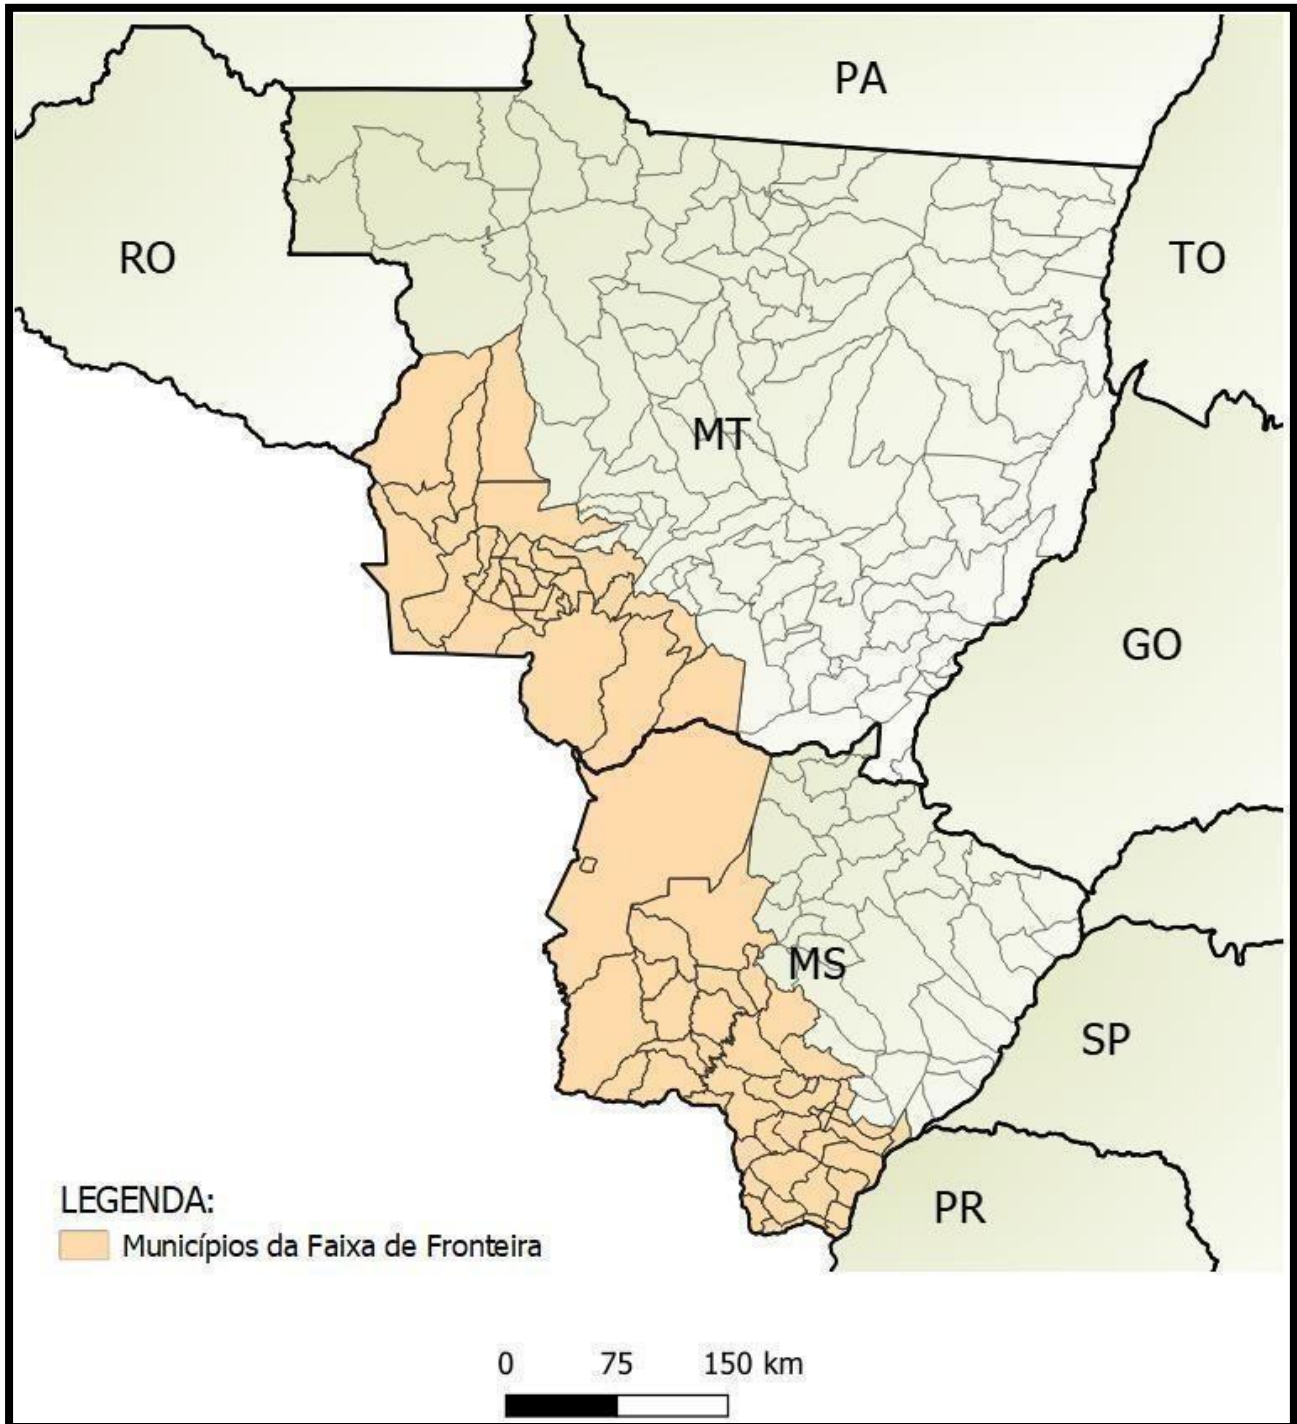 PA
RO
TO
MT
GO
MS
SP
PR
LEGENDA:
Municípios da Faixa de Fronteira
0 75 150 km